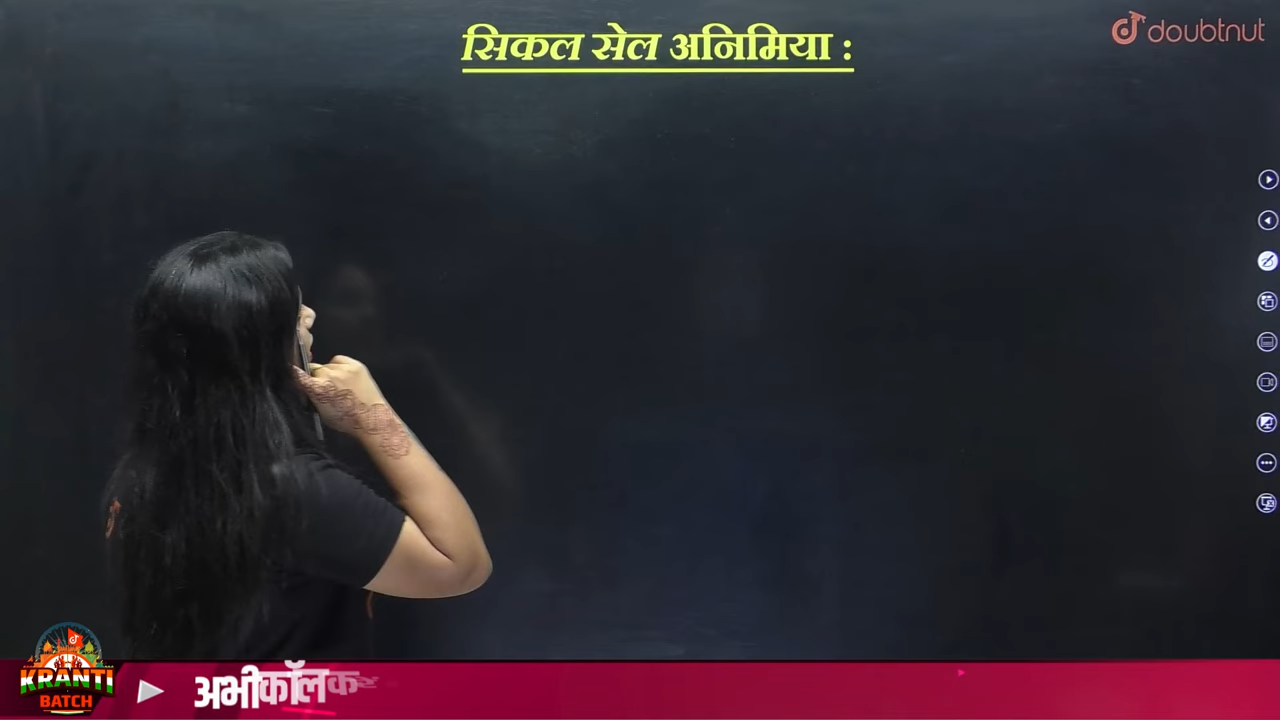 सिकल सेल अनिमिया :
doubtnut
KRANTI
BATCH
अभी कॉल